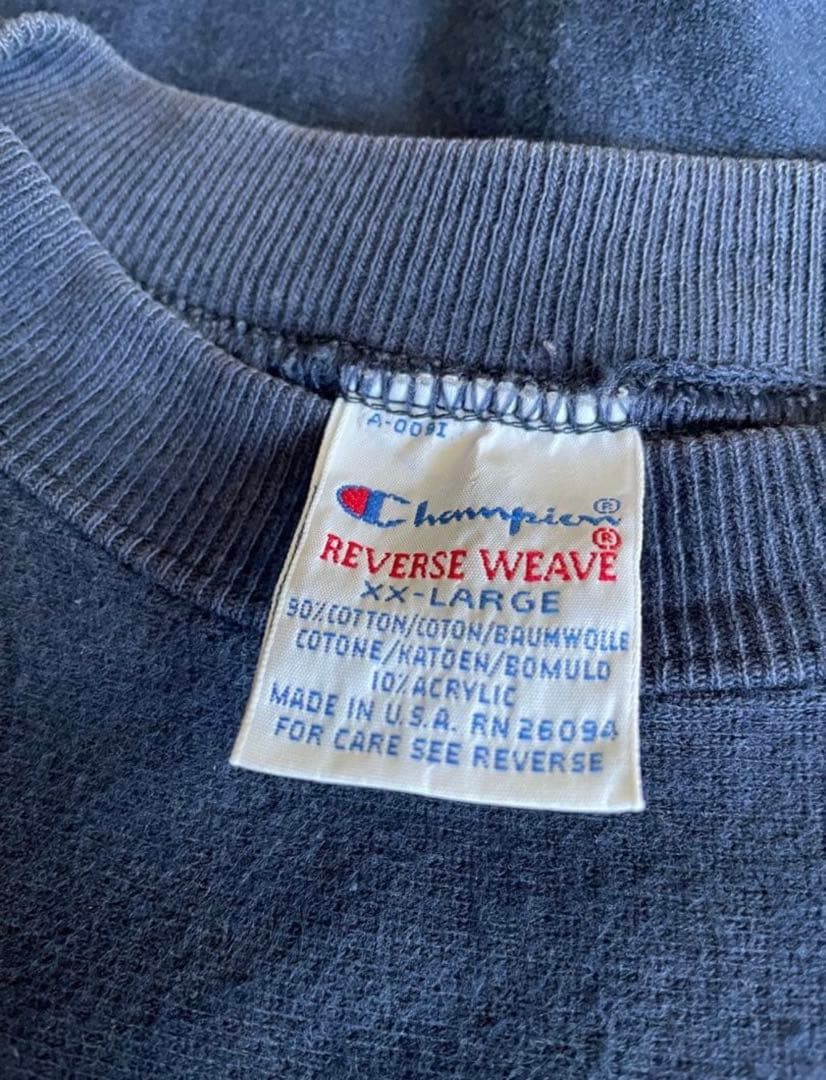 A-009I
Champion®
REVERSE WEAVE®
XX-LARGE
90%COTTON/COTON/BAUMWOLLE
COTONE/KATOEN/BOMULD
10%ACRYLIC
MADE IN U.S.A. RN 26094
FOR CARE SEE REVERSE